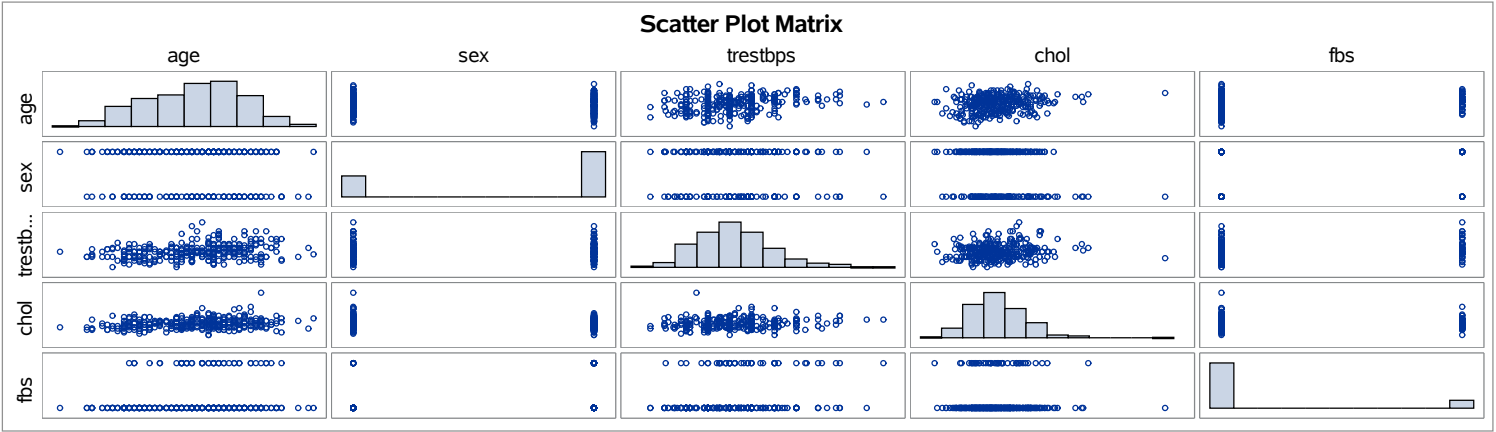 Scatter Plot Matrix
age sex trestbps chol fbs
age
sex
trestb...
chol
fbs